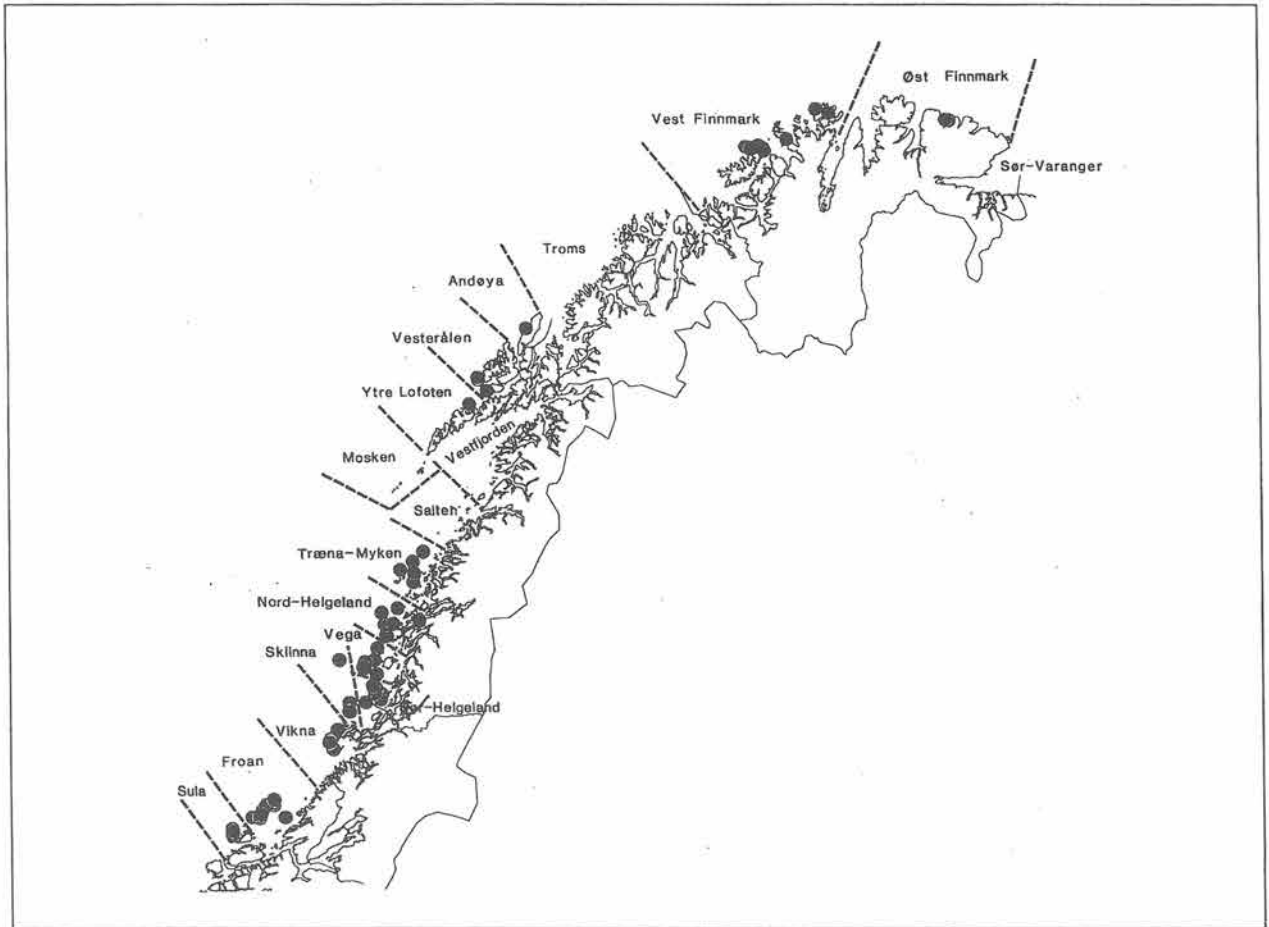 Øst Finnmark
Vest Finnmark
Sør-Varanger
Troms
Andøya
Vesterålen
Ytre Lofoten
Vestfjorden
Mosken
Salten
Træna-Myken
Nord-Helgeland
Vega
Sklinna
Sør-Helgeland
Vikna
Froan
Sula